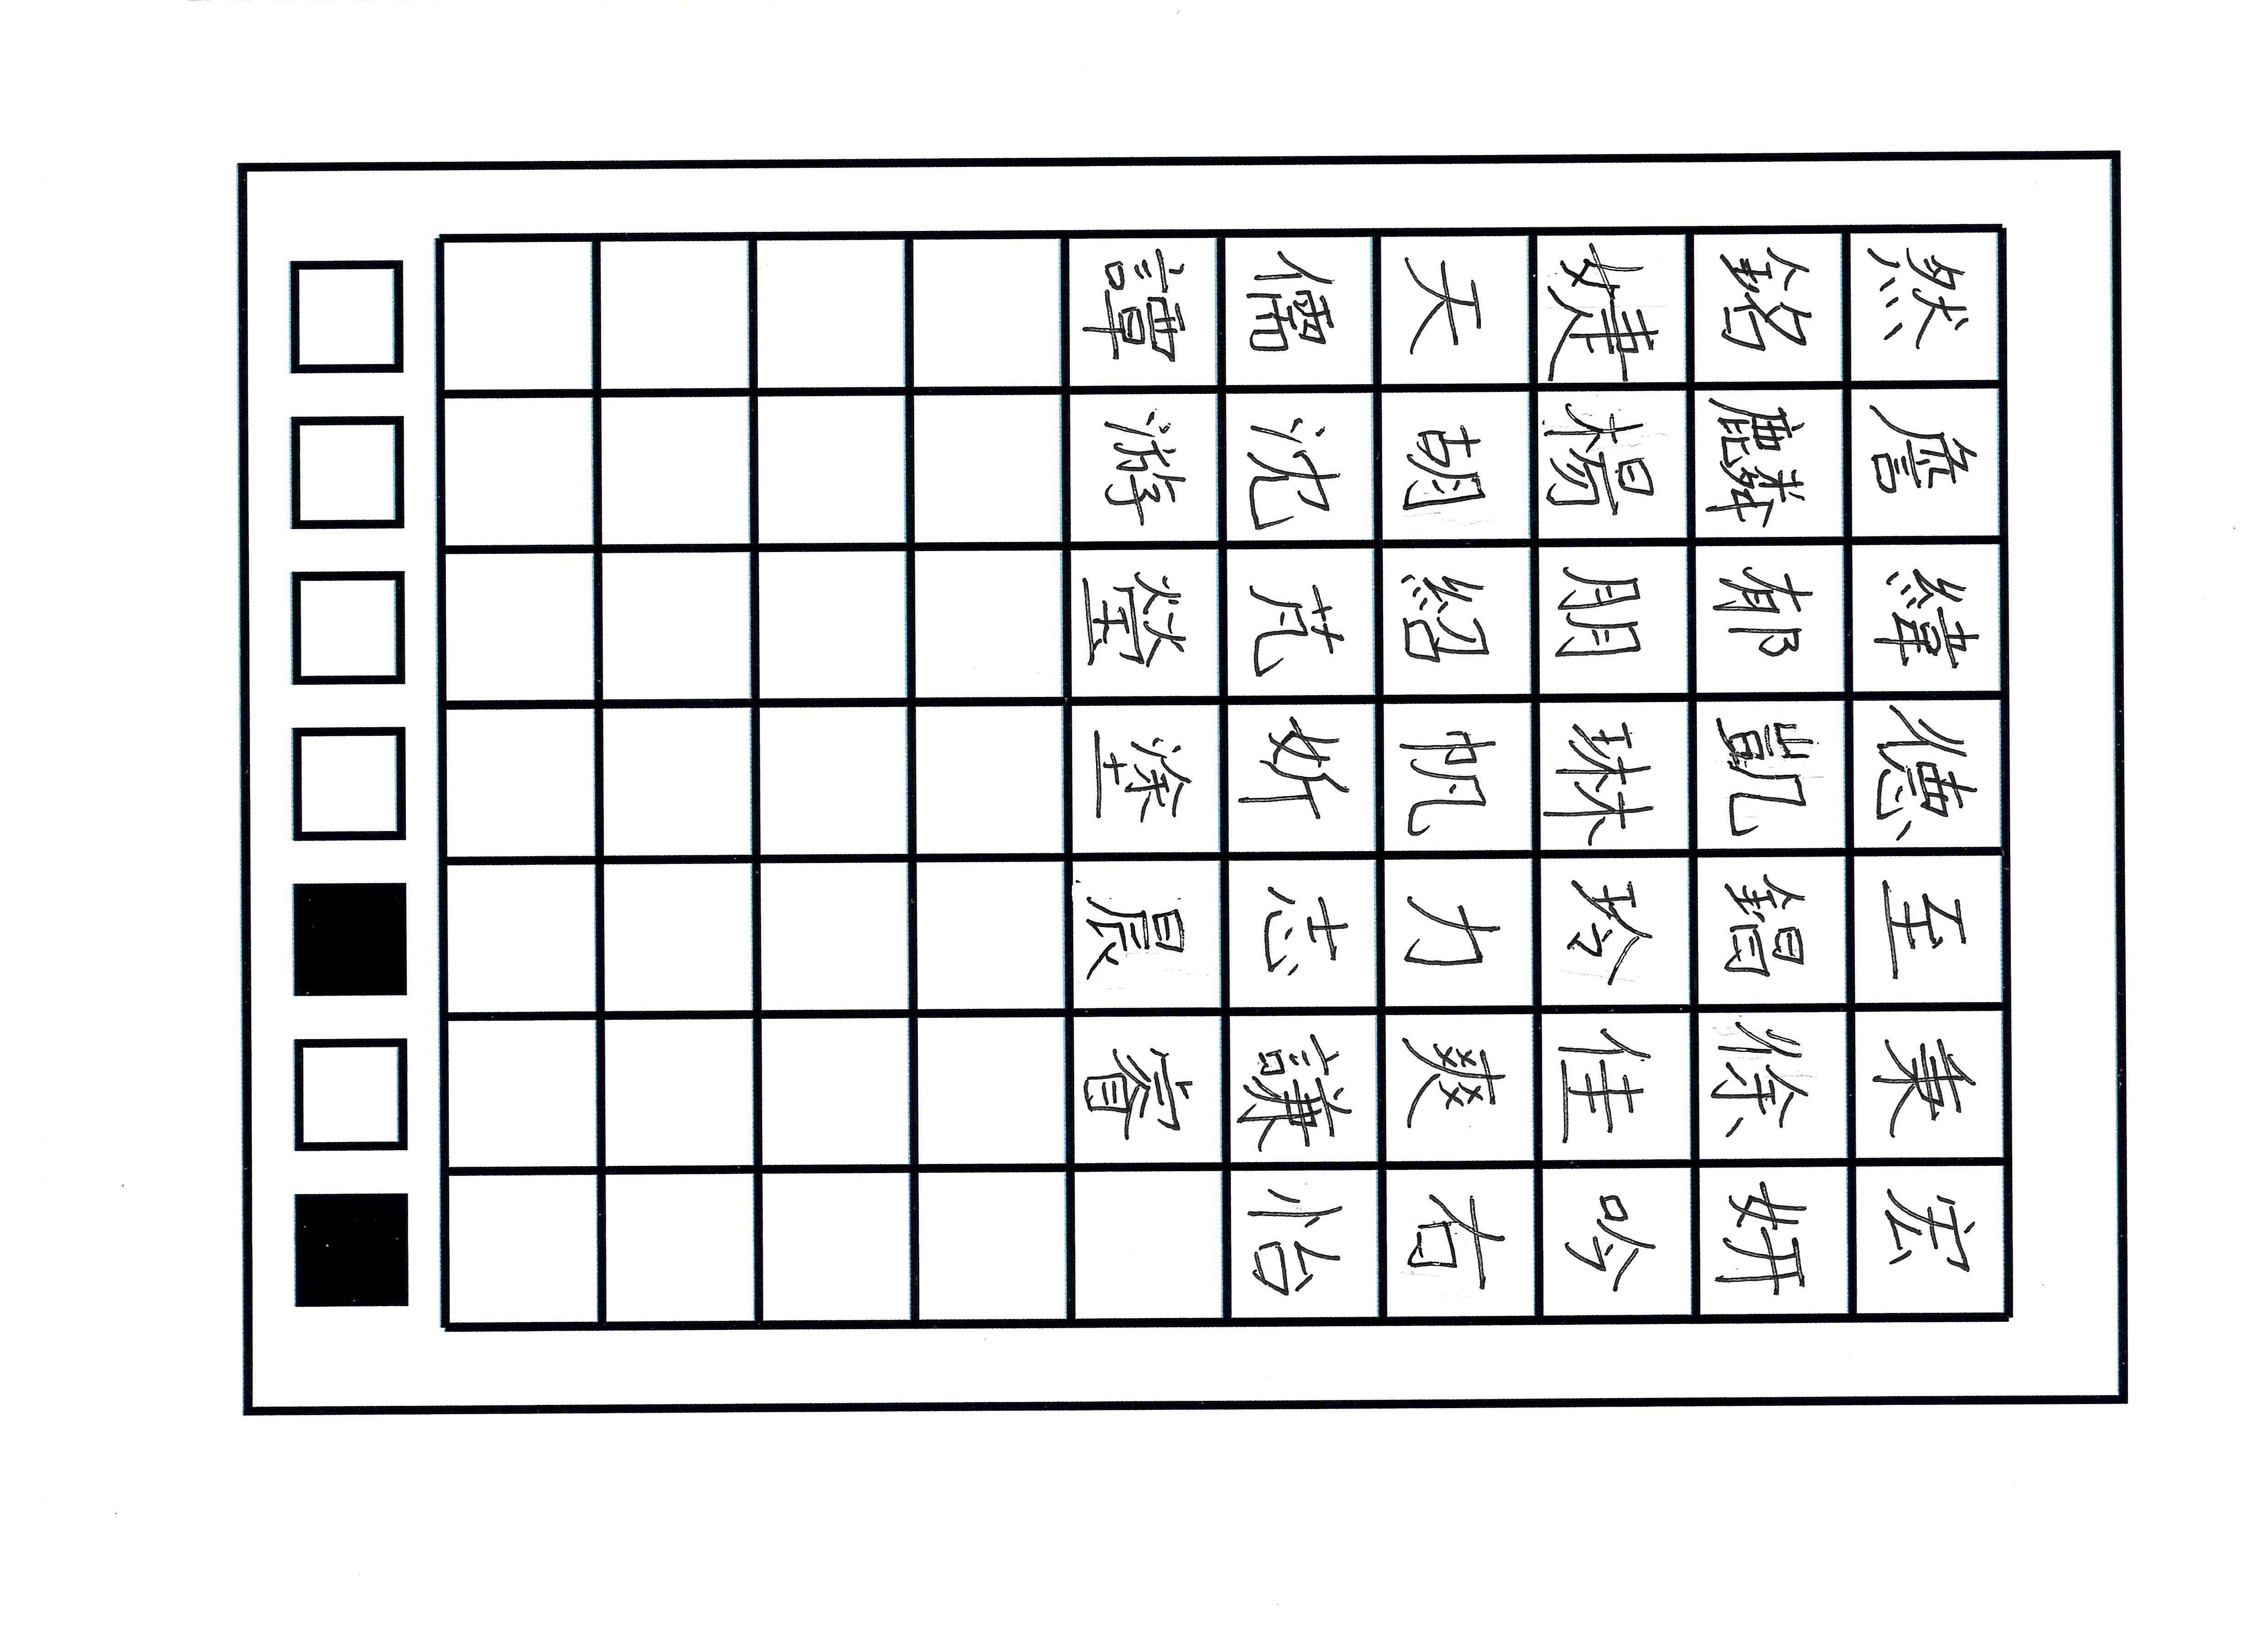 然詹緯德至秉宏
銘麟郁凱錩徐妍
婕楊朋琳玲佳吟
天胡紹帆力爽右
儒沈芃妡志謙怡
譚游瑩塗晨睿